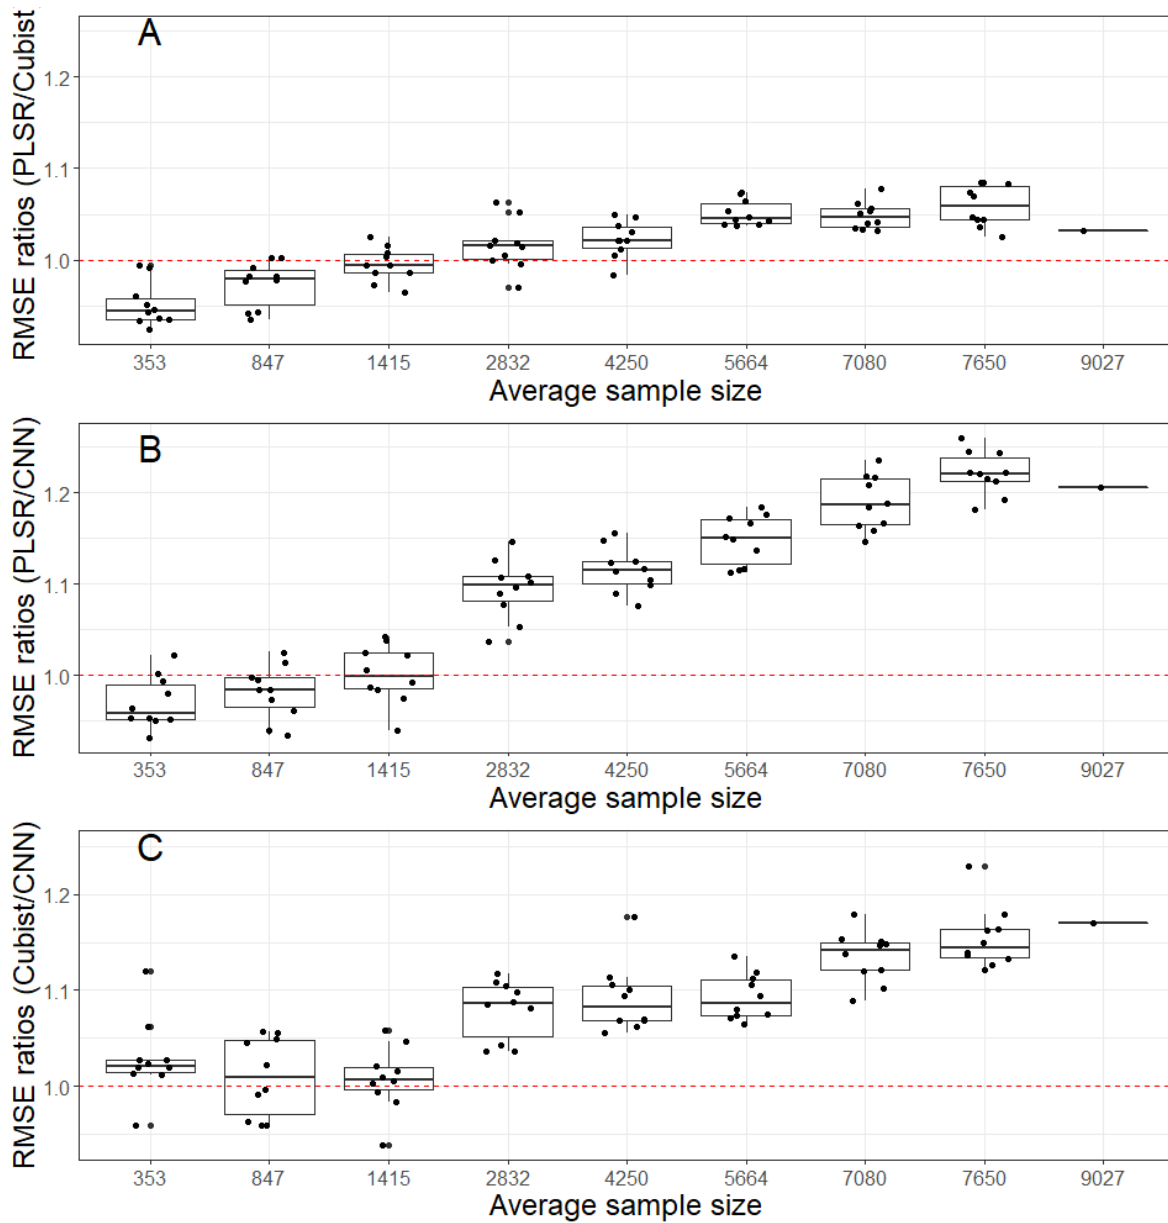 A
RMSE ratios (PLSR/Cubist
1.2
1.1
1.0
353 847 1415 2832 4250 5664 7080 7650 9027
Average sample size
B
RMSE ratios (PLSR/CNN)
1.2
1.1
1.0
353 847 1415 2832 4250 5664 7080 7650 9027
Average sample size
C
RMSE ratios (Cubist/CNN)
1.2
1.1
1.0
353 847 1415 2832 4250 5664 7080 7650 9027
Average sample size